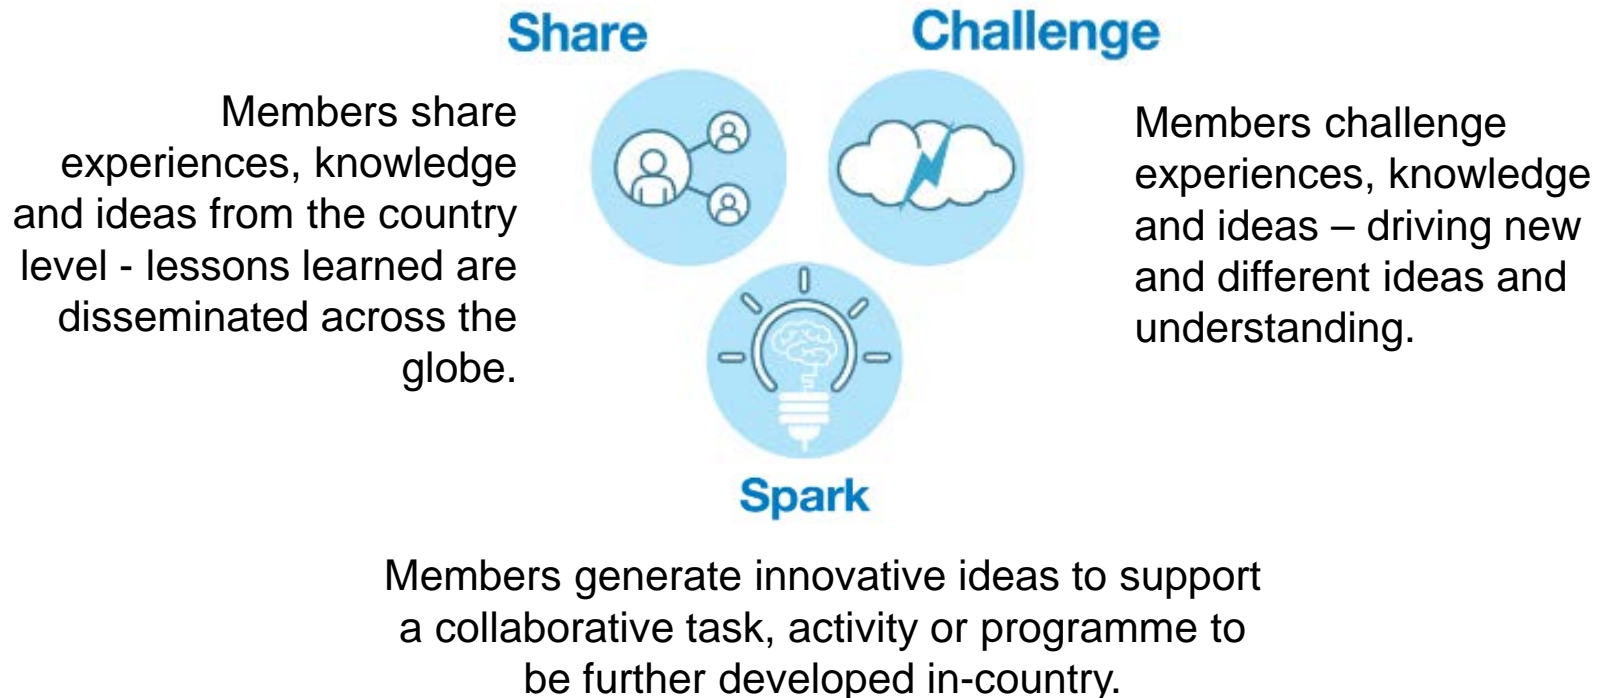 Share
Members share
experiences, knowledge
and ideas from the country
level - lessons learned are
disseminated across the
globe.
Challenge
Members challenge
experiences, knowledge
and ideas – driving new
and different ideas and
understanding.
Spark
Members generate innovative ideas to support
a collaborative task, activity or programme to
be further developed in-country.